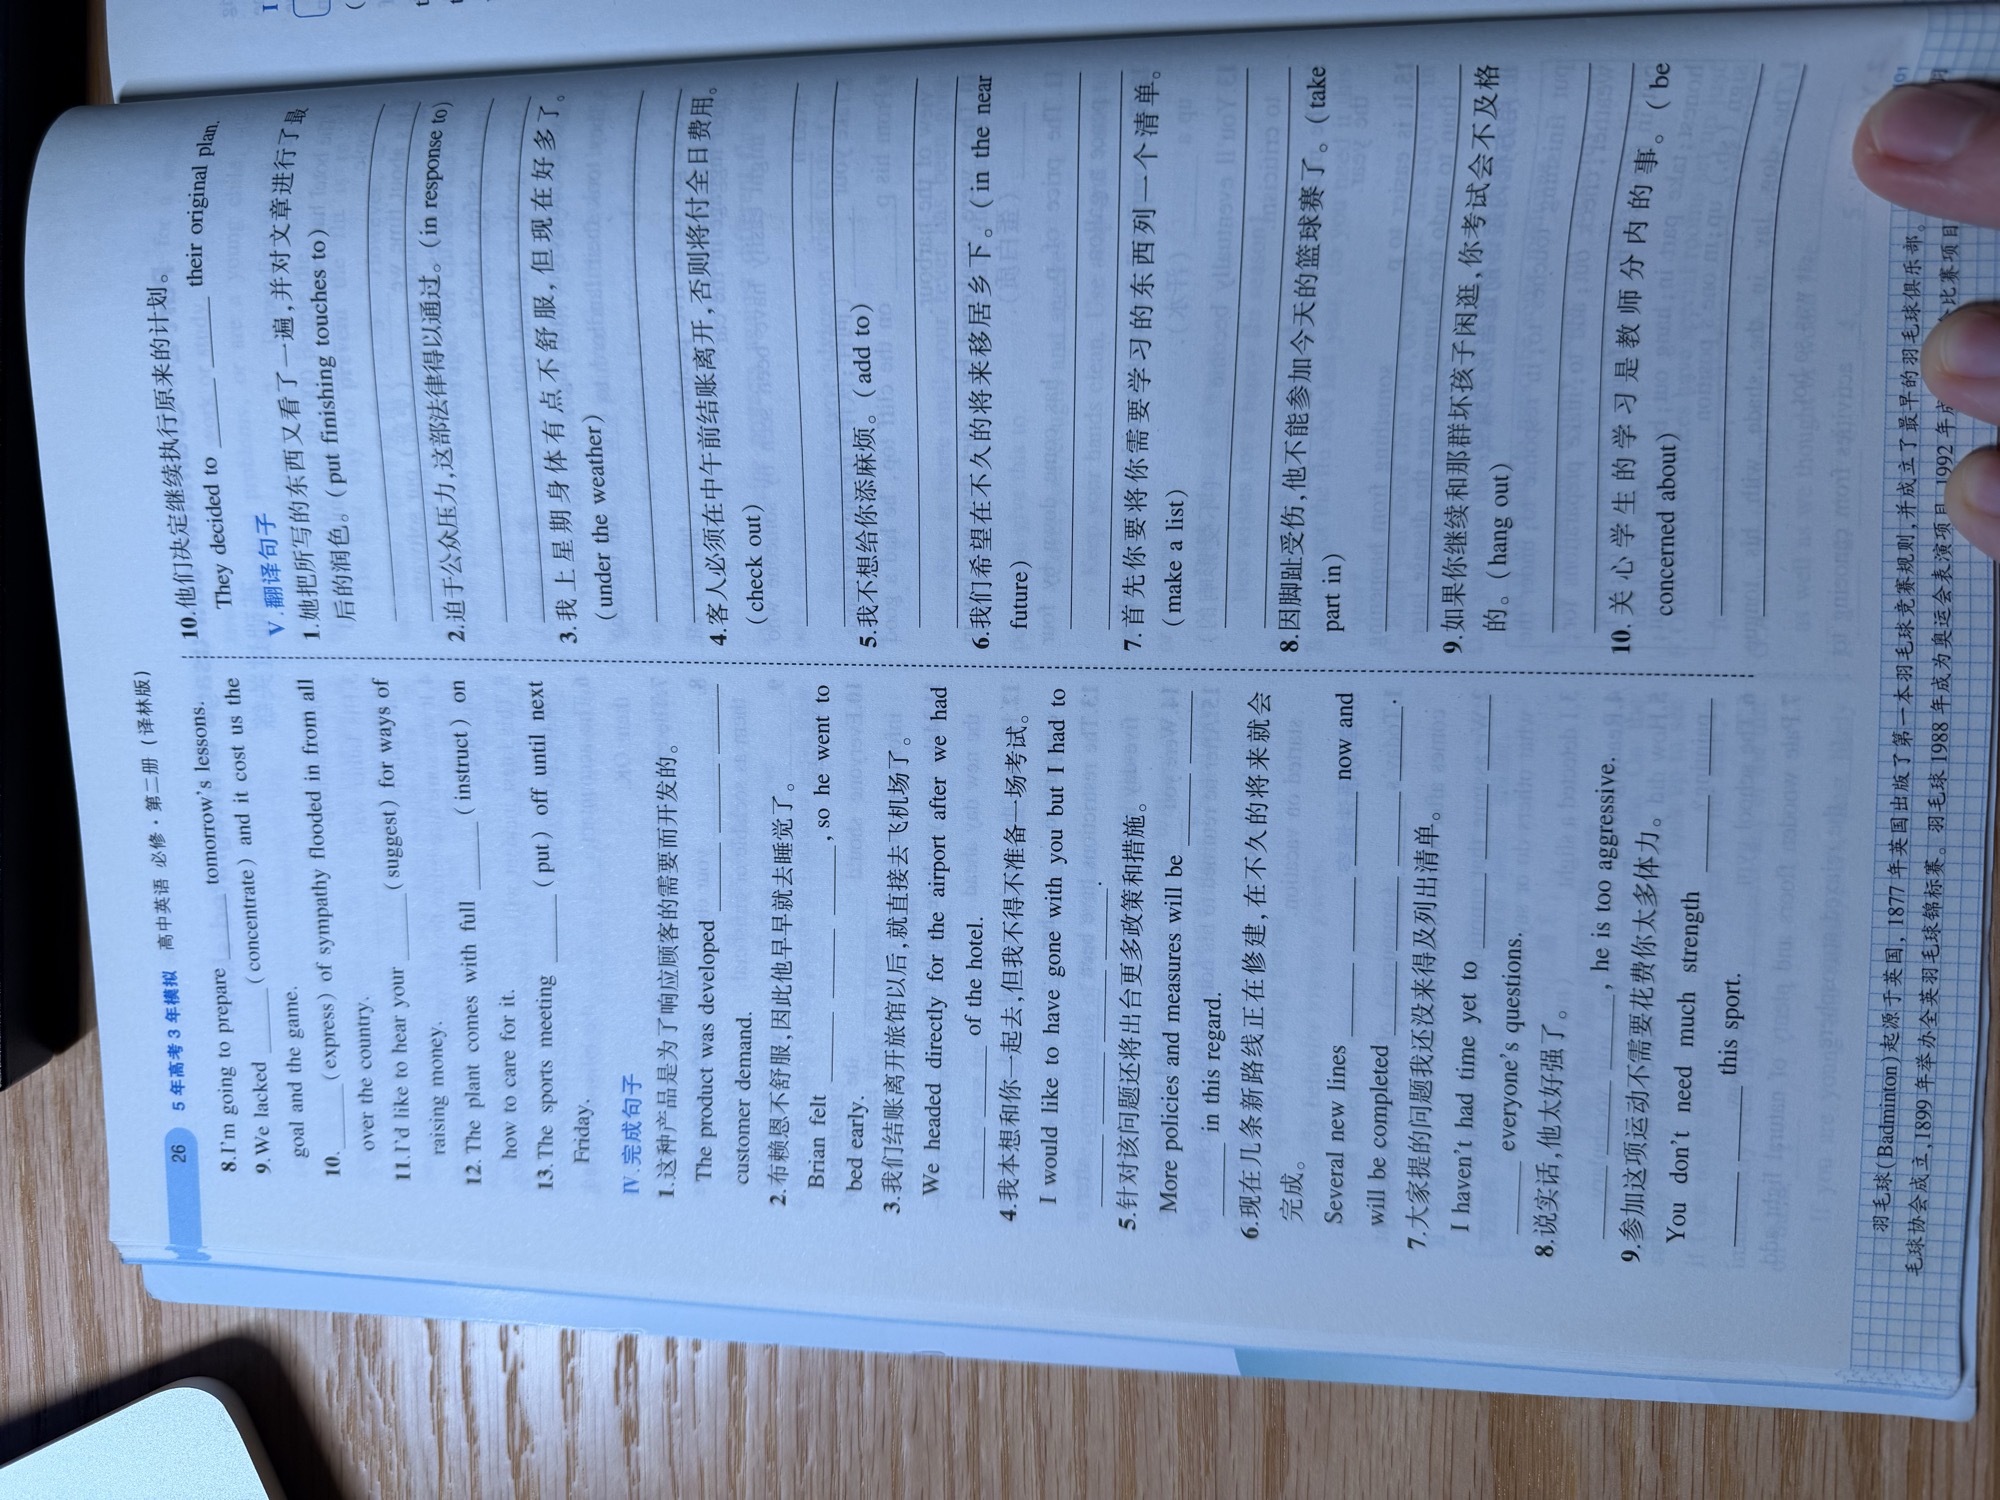 26 5年高考3年模拟 高中英语 必修·第二册(译林版)
8.I'm going to prepare ______ tomorrow's lessons.
9.We lacked ______(concentrate) and it cost us the
goal and the game.
10.______(express) of sympathy flooded in from all
over the country.
11.I'd like to hear your ______(suggest) for ways of
raising money.
12.The plant comes with full ______(instruct) on
how to care for it.
13.The sports meeting ______(put) off until next
Friday.
Ⅳ.完成句子
1.这种产品是为了响应顾客的需要而开发的。
The product was developed ______ ______ ______
customer demand.
2.布赖恩不舒服,因此他早早就去睡觉了。
Brian felt ______ ______ ______,so he went to
bed early.
3.我们结账离开旅馆以后,就直接去飞机场了。
We headed directly for the airport after we had
______ ______ of the hotel.
4.我本想和你一起去,但我不得不准备一场考试。
I would like to have gone with you but I had to
______ ______ ______ ______.
5.针对该问题还将出台更多政策和措施。
More policies and measures will be ______ ______
______ in this regard.
6.现在几条新路线正在修建,在不久的将来就会
完成。
Several new lines ______ ______ ______ now and
will be completed ______ ______ ______ ______.
7.大家提的问题我还没来得及列出清单。
I haven't had time yet to ______ ______ ______
______ everyone's questions.
8.说实话,他太好强了。
______ ______ ______, he is too aggressive.
9.参加这项运动不需要花费你太多体力。
You don't need much strength ______ ______
______ ______ this sport.
10.他们决定继续执行原来的计划。
They decided to ______ ______ their original plan.
Ⅴ.翻译句子
1.她把所写的东西又看了一遍,并对文章进行了最
后的润色。(put finishing touches to)
2.迫于公众压力,这部法律得以通过。(in response to)
3.我上星期身体有点不舒服,但现在好多了。
(under the weather)
4.客人必须在中午前结账离开,否则将付全日费用。
(check out)
5.我不想给你添麻烦。(add to)
6.我们希望在不久的将来移居乡下。(in the near
future)
7.首先你要将你需要学习的东西列一个清单。
(make a list)
8.因脚趾受伤,他不能参加今天的篮球赛了。(take
part in)
9.如果你继续和那群坏孩子闲逛,你考试会不及格
的。(hang out)
10.关心学生的学习是教师分内的事。(be
concerned about)
羽毛球(Badminton)起源于英国,1877年英国出版了第一本羽毛球竞赛规则,并成立了最早的羽毛球俱乐部。
毛球协会成立,1899年举办全英羽毛球锦标赛。羽毛球1988年成为奥运会表演项目,1992年成 比赛项目